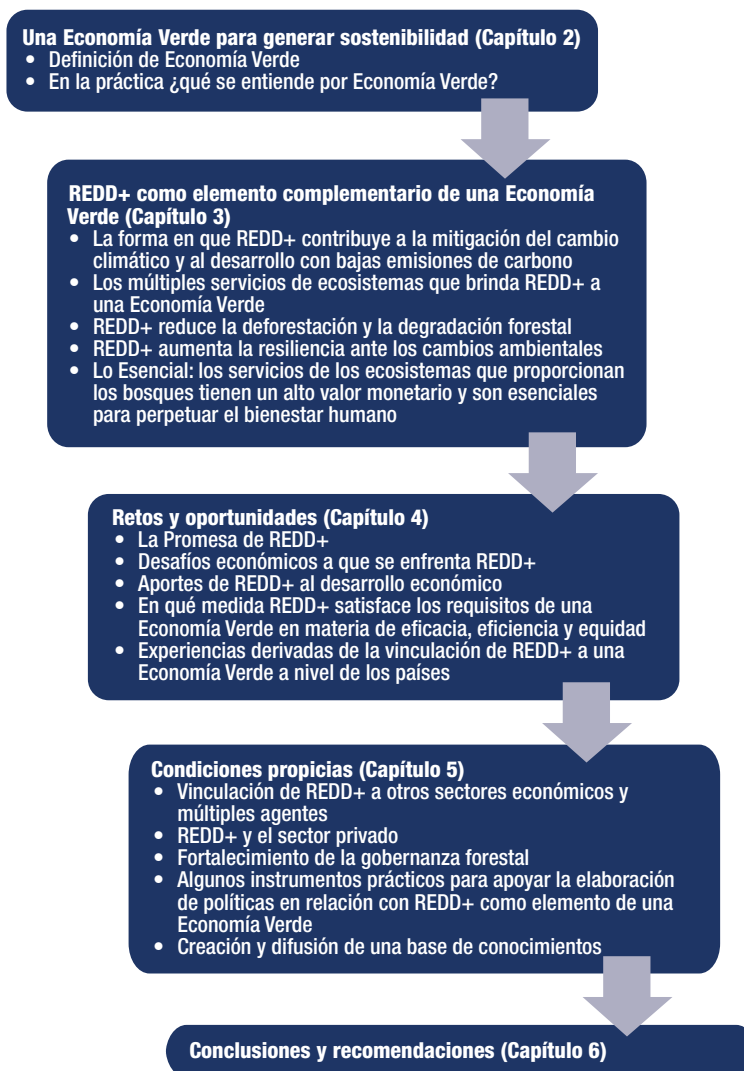 Una Economía Verde para generar sostenibilidad (Capítulo 2)
• Definición de Economía Verde
• En la práctica ¿qué se entiende por Economía Verde?
REDD+ como elemento complementario de una Economía
Verde (Capítulo 3)
• La forma en que REDD+ contribuye a la mitigación del cambio
climático y al desarrollo con bajas emisiones de carbono
• Los múltiples servicios de ecosistemas que brinda REDD+ a
una Economía Verde
• REDD+ reduce la deforestación y la degradación forestal
• REDD+ aumenta la resiliencia ante los cambios ambientales
• Lo Esencial: los servicios de los ecosistemas que proporcionan
los bosques tienen un alto valor monetario y son esenciales
para perpetuar el bienestar humano
Retos y oportunidades (Capítulo 4)
• La Promesa de REDD+
• Desafíos económicos a que se enfrenta REDD+
• Aportes de REDD+ al desarrollo económico
• En qué medida REDD+ satisface los requisitos de una
Economía Verde en materia de eficacia, eficiencia y equidad
• Experiencias derivadas de la vinculación de REDD+ a una
Economía Verde a nivel de los países
Condiciones propicias (Capítulo 5)
• Vinculación de REDD+ a otros sectores económicos y
múltiples agentes
• REDD+ y el sector privado
• Fortalecimiento de la gobernanza forestal
• Algunos instrumentos prácticos para apoyar la elaboración
de políticas en relación con REDD+ como elemento de una
Economía Verde
• Creación y difusión de una base de conocimientos
Conclusiones y recomendaciones (Capítulo 6)